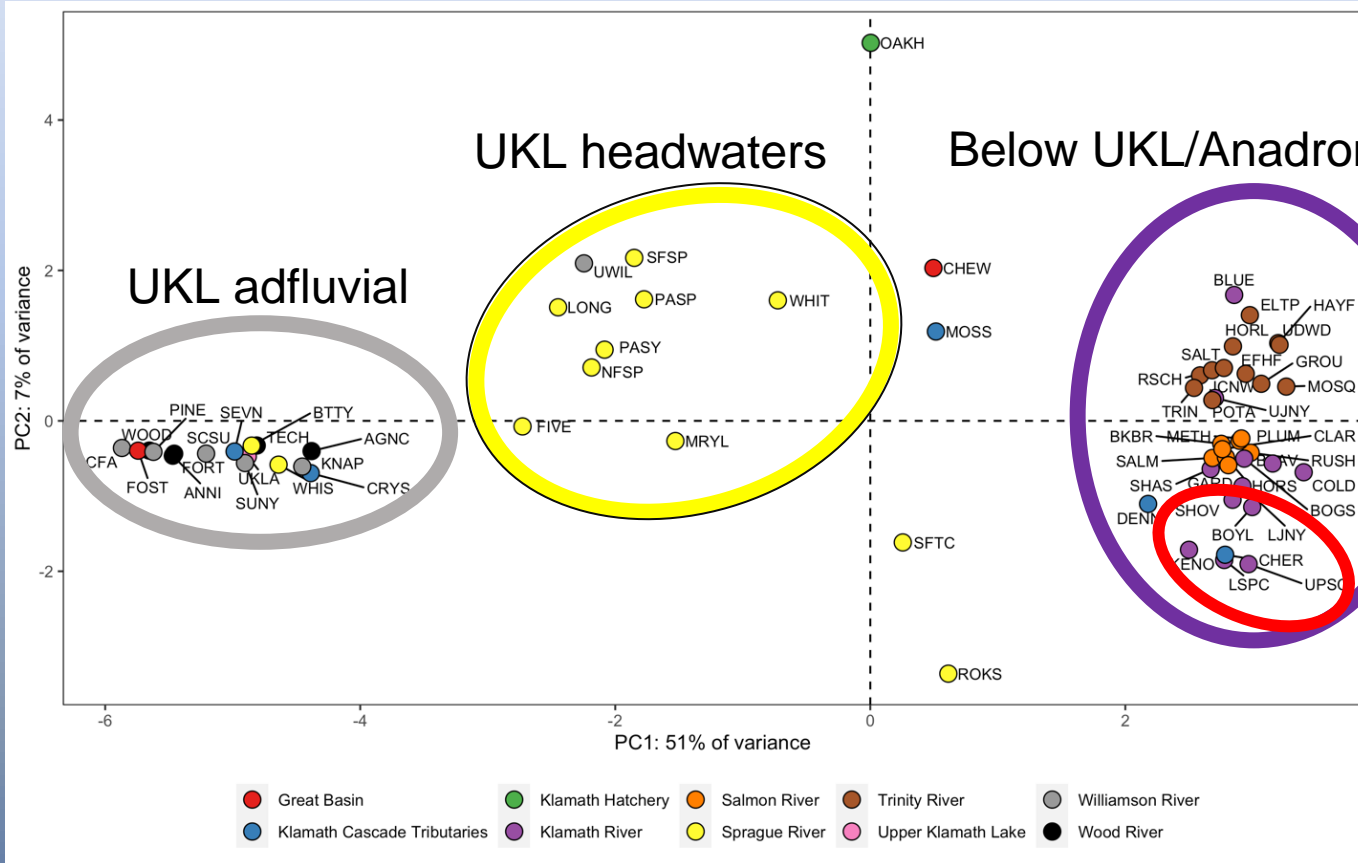 OAKH
4
UKL headwaters
Below UKL/Anadro
SFSP
UWIL
CHEW
2
BLUE
UKL adfluvial
LONG
PASP
WHIT
ELTP
HAYF
MOSS
HORL
UDWD
PASY
SALT
EFHF
GROU
NFSP
RSCH
JCNW
MOSQ
TRIN
POTA
UJNY
PINE
SEVN
BTTY
0
FIVE
WOOD
SCSU
TECH
AGNC
MRYL
BKBR
METH
PLUM
CLAR
CFA
FORT
KNAP
SALM
RUSH
FOST
ANNI
UKLA
WHIS
CRYS
SHAS
GARD
HORS
COLD
SUNY
DENN
SHOV
BOGS
BOYL
LJNY
SFTC
KENO
CHER
-2
LSPC
UPSC
ROKS
PC2: 7% of variance
-6
-4
-2
0
2
PC1: 51% of variance
Great Basin
Klamath Hatchery
Salmon River
Trinity River
Williamson River
Klamath Cascade Tributaries
Klamath River
Sprague River
Upper Klamath Lake
Wood River